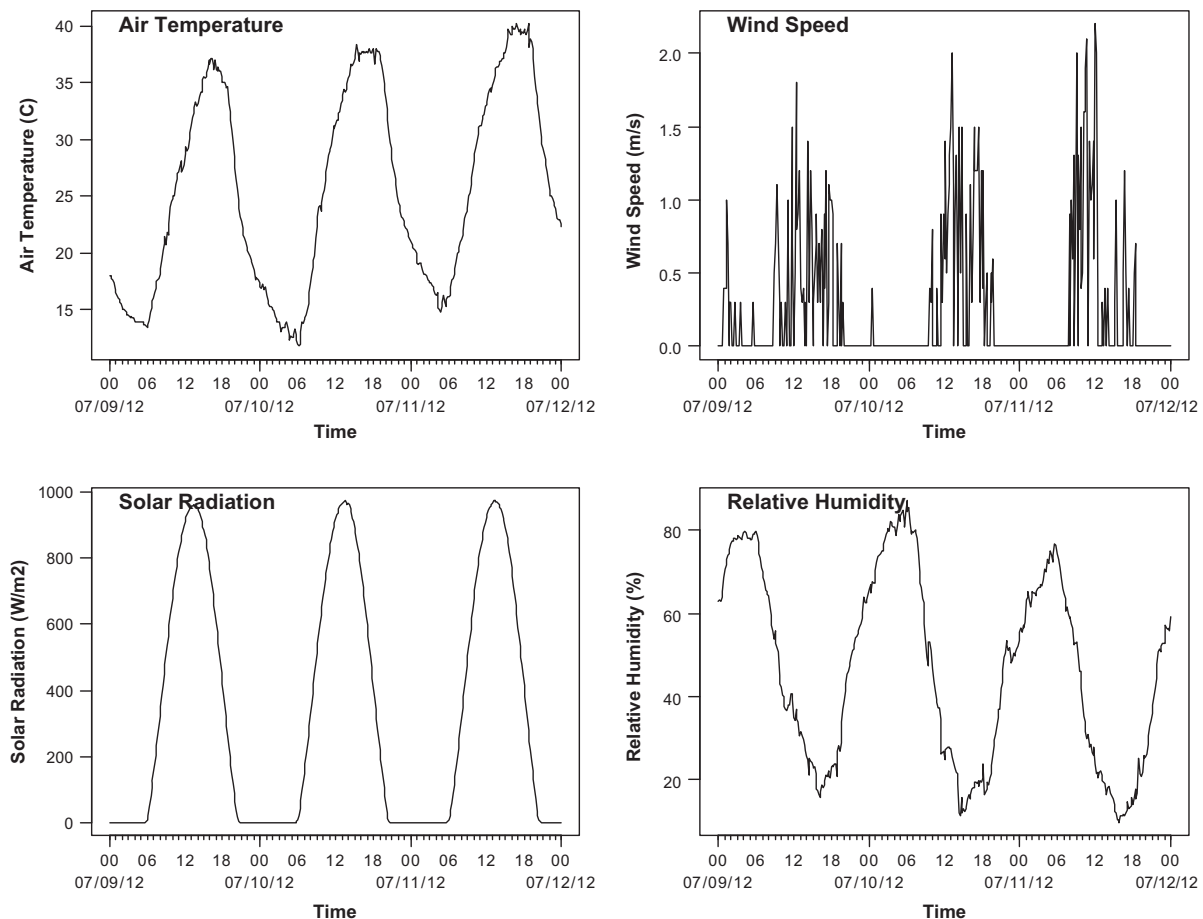 Air Temperature
Air Temperature (C)
40
35
30
25
20
15
00 06 12 18 00 06 12 18 00 06 12 18 00
07/09/12 07/10/12 07/11/12 07/12/12
Time
Wind Speed
Wind Speed (m/s)
2.0
1.5
1.0
0.5
0.0
00 06 12 18 00 06 12 18 00 06 12 18 00
07/09/12 07/10/12 07/11/12 07/12/12
Time
Solar Radiation
Solar Radiation (W/m2)
1000
800
600
400
200
0
00 06 12 18 00 06 12 18 00 06 12 18 00
07/09/12 07/10/12 07/11/12 07/12/12
Time
Relative Humidity
Relative Humidity (%)
80
60
40
20
00 06 12 18 00 06 12 18 00 06 12 18 00
07/09/12 07/10/12 07/11/12 07/12/12
Time